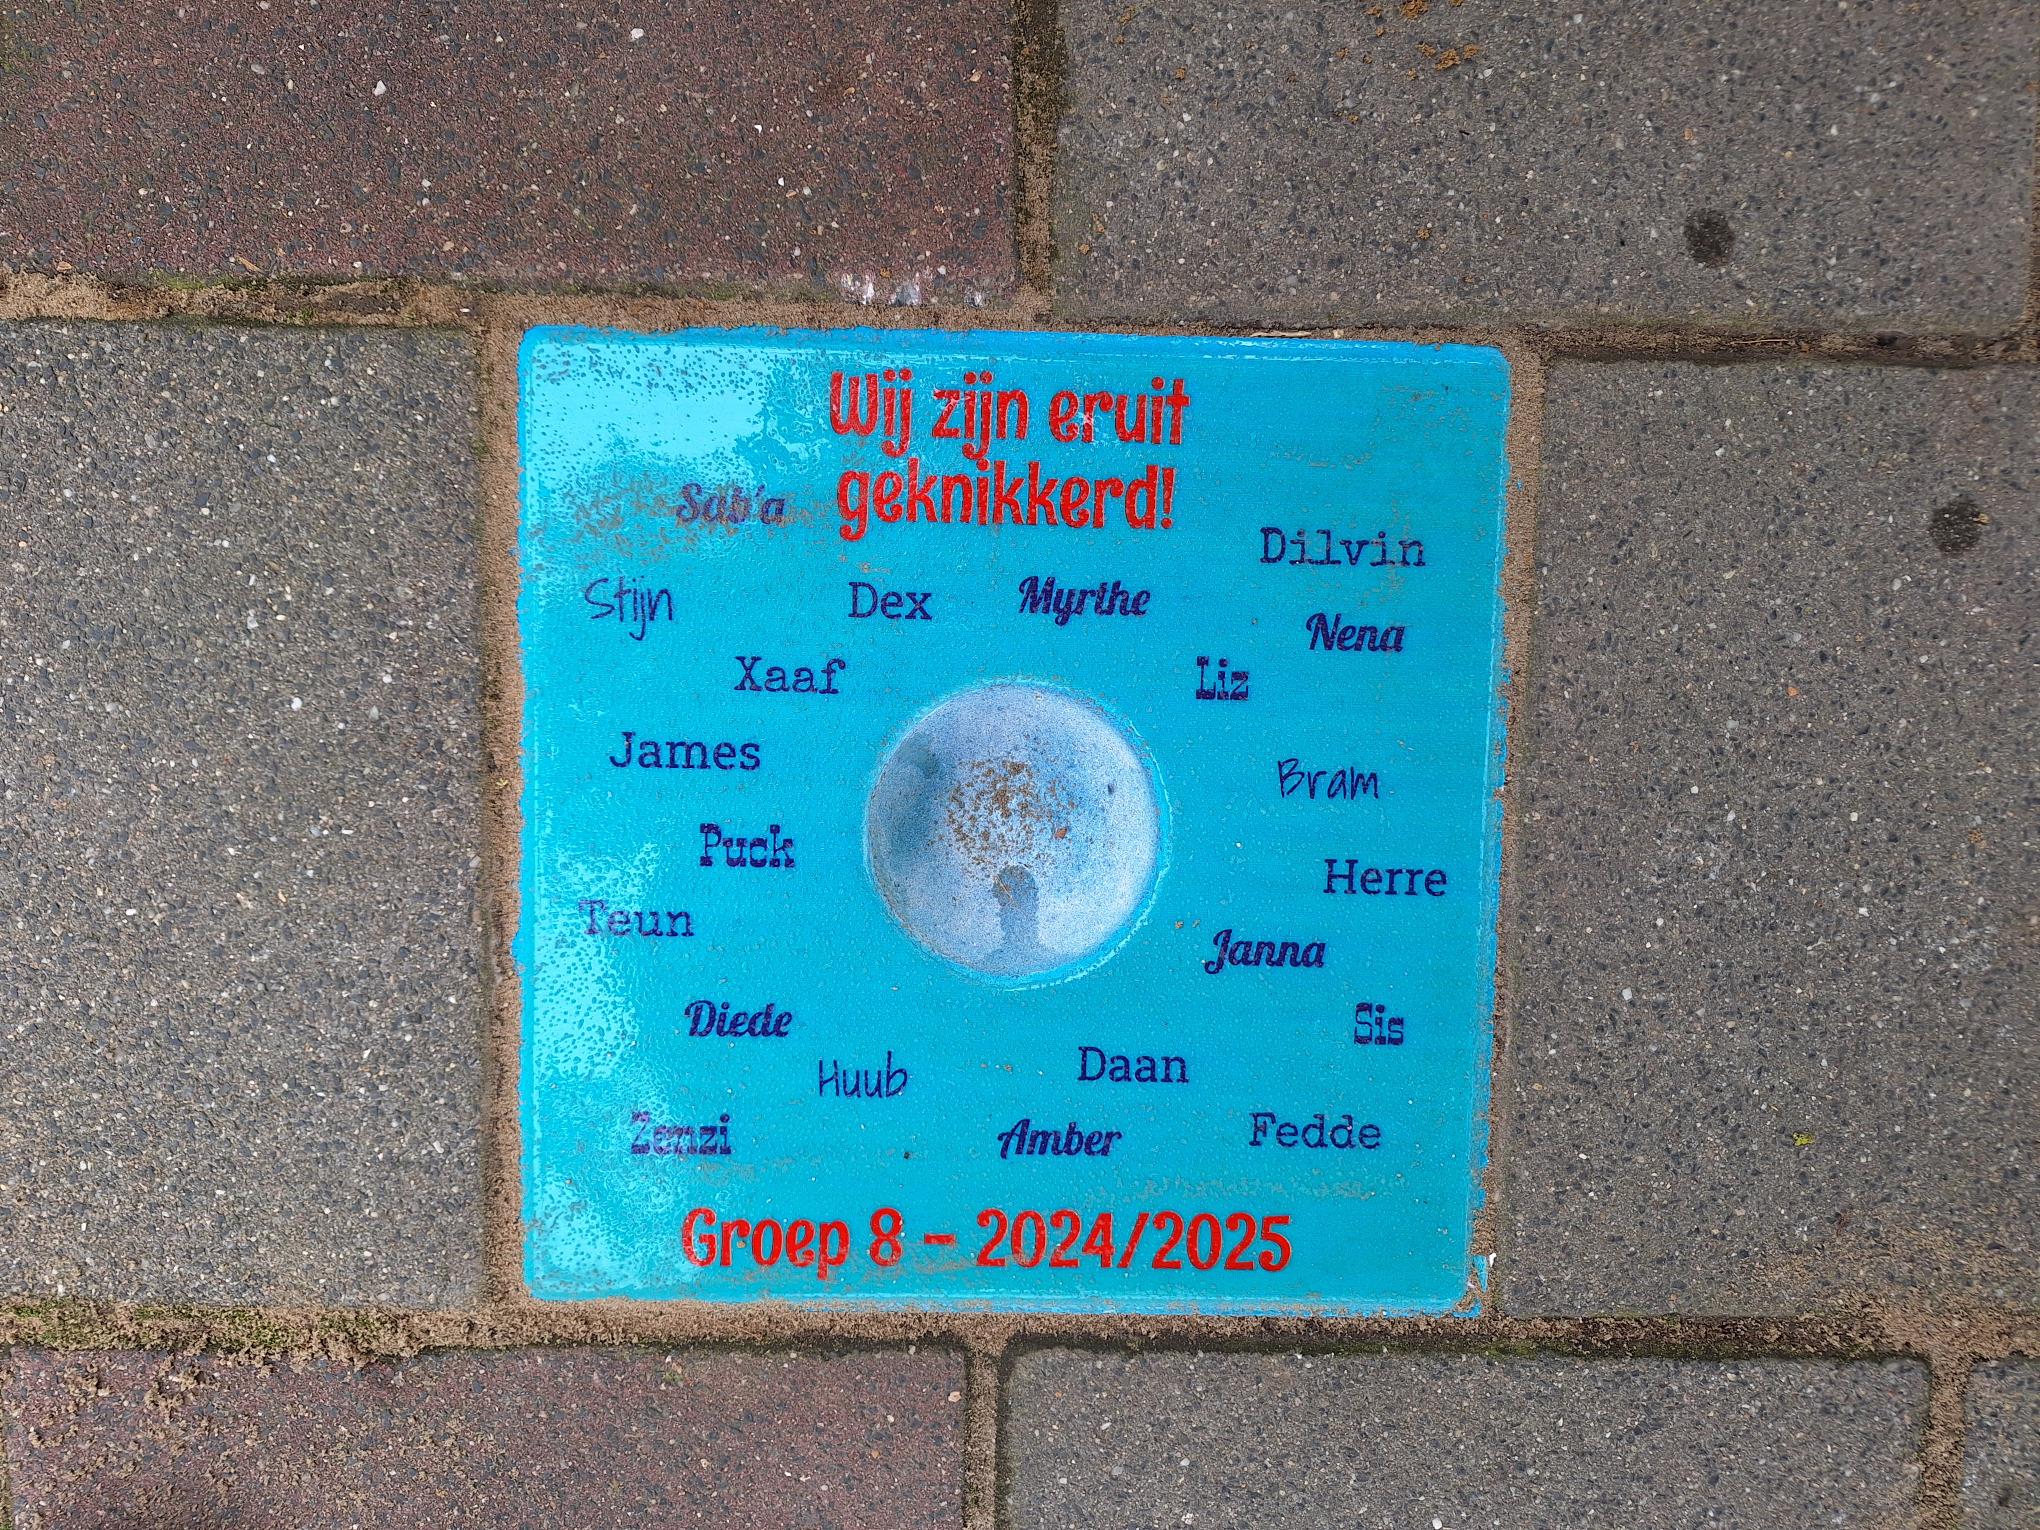 Wij zijn eruit
geknikkerd!
Sab'a
Dilvin
Stijn
Dex
Myrthe
Nena
Xaaf
Liz
James
Bram
Puck
Herre
Teun
Janna
Diede
Sis
Huub
Daan
Zenzi
Amber
Fedde
Groep 8 - 2024/2025